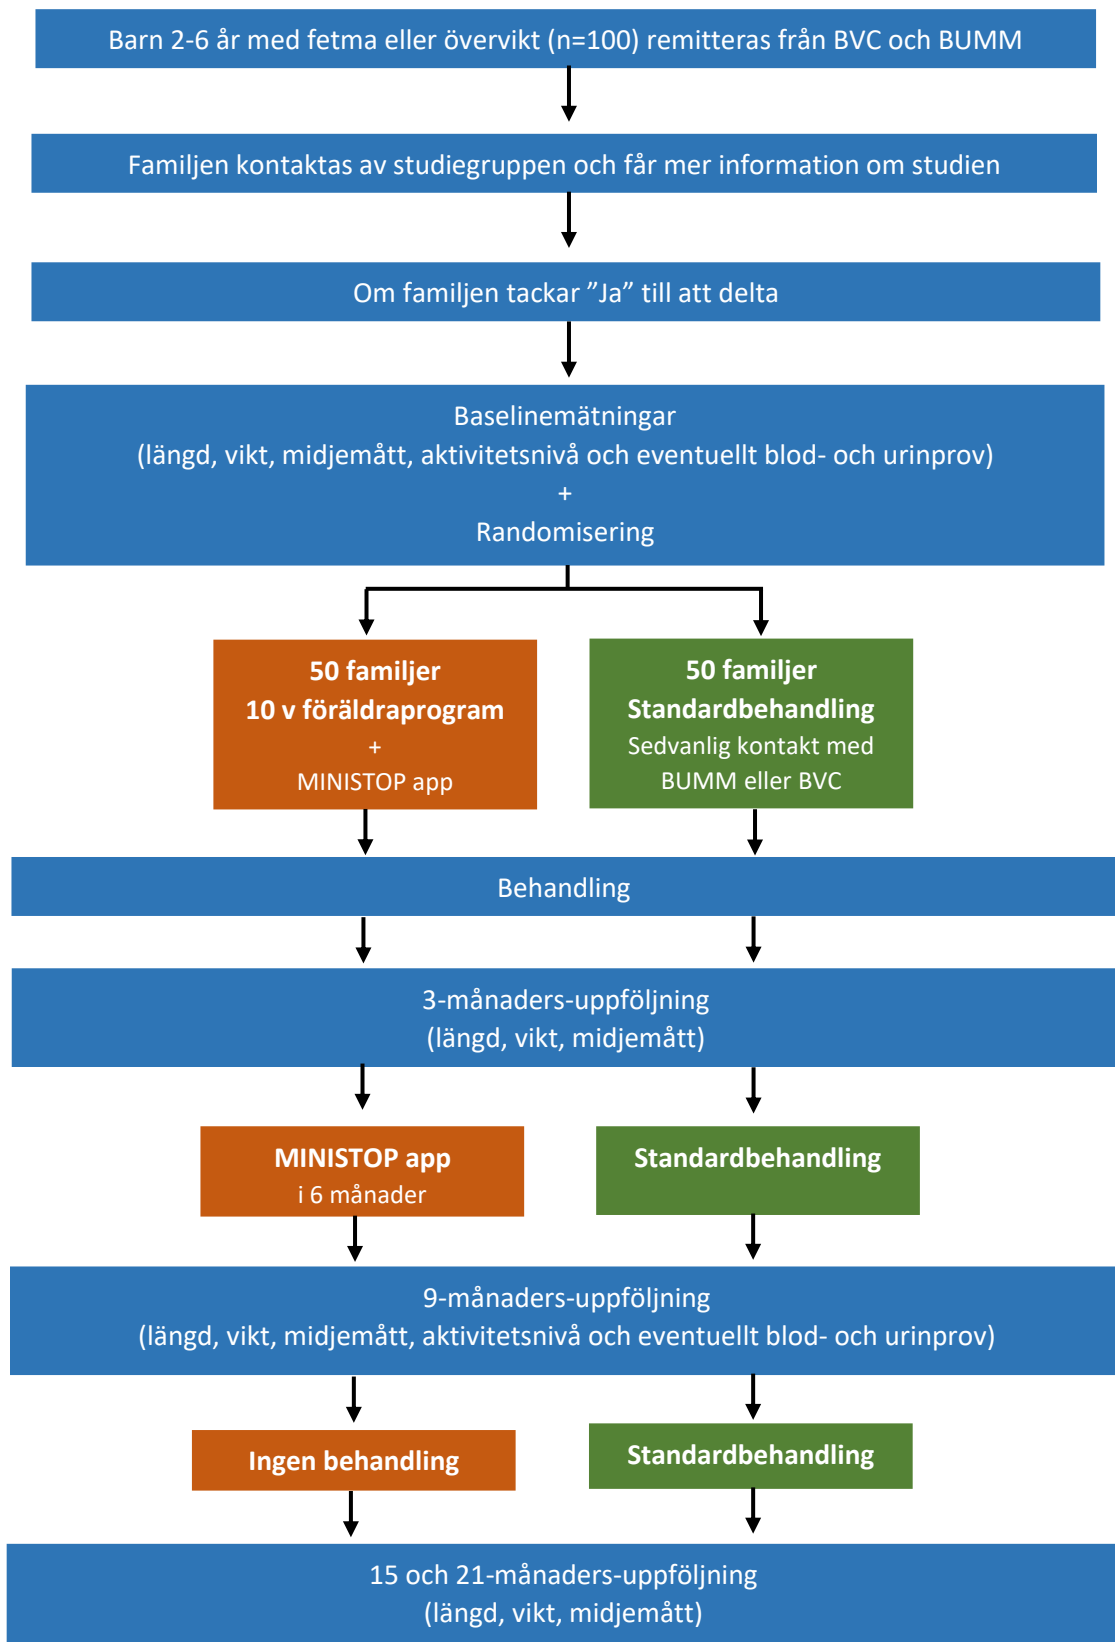 Barn 2-6 år med fetma eller övervikt (n=100) remitteras från BVC och BUMM
Familjen kontaktas av studiegruppen och får mer information om studien
Om familjen tackar ”Ja” till att delta
Baselinemätningar
(längd, vikt, midjemått, aktivitetsnivå och eventuellt blod- och urinprov)
+
Randomisering
50 familjer
10 v föräldraprogram
+
MINISTOP app
50 familjer
Standardbehandling
Sedvanlig kontakt med
BUMM eller BVC
Behandling
3-månaders-uppföljning
(längd, vikt, midjemått)
MINISTOP app
i 6 månader
Standardbehandling
9-månaders-uppföljning
(längd, vikt, midjemått, aktivitetsnivå och eventuellt blod- och urinprov)
Ingen behandling
Standardbehandling
15 och 21-månaders-uppföljning
(längd, vikt, midjemått)